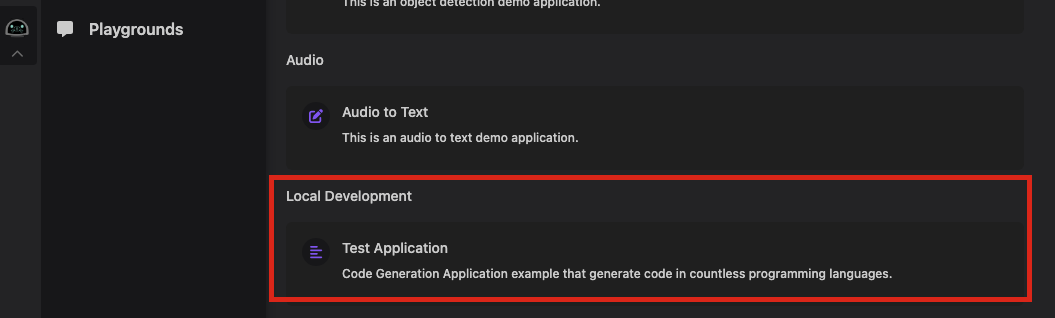 This is an object detection demo application.
Playgrounds
Audio
Audio to Text
This is an audio to text demo application.
Local Development
Test Application
Code Generation Application example that generate code in countless programming languages.